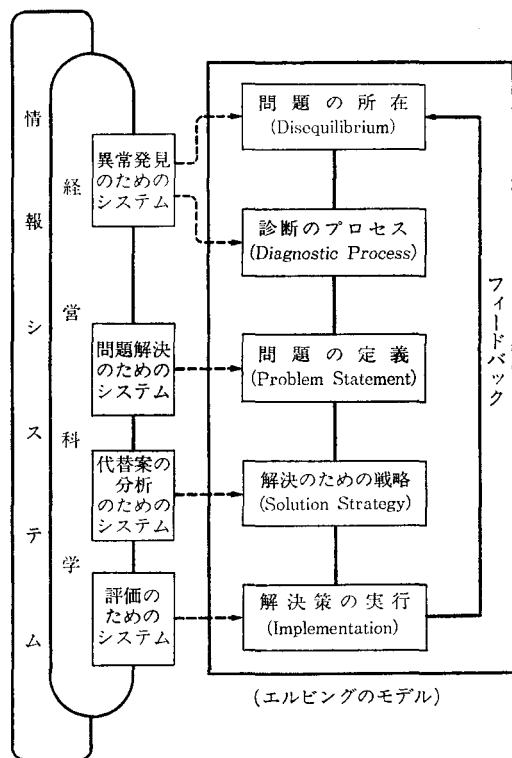 情報システム
経営科学
異常発見
のための
システム
問題解決
のための
システム
代替案の
分析
のための
システム
評価の
ための
システム
問題の所在
(Disequilibrium)
診断のプロセス
(Diagnostic Process)
問題の定義
(Problem Statement)
解決のための戦略
(Solution Strategy)
解決策の実行
(Implementation)
フィードバック
(エルビングのモデル)